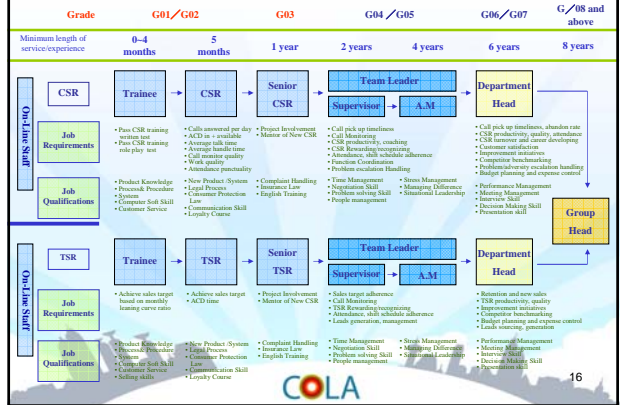 Grade G01/G02 G03 G04/G05 G06/G07 G/08 and above
Minimum length of service/experience 0–4 months 5 months 1 year 2 years 4 years 6 years 8 years
On-Line Staff
CSR
Trainee
CSR
Senior CSR
Team Leader
Supervisor
A.M
Department Head
Job Requirements
• Pass CSR training written test
• Pass CSR training role play test
• Calls answered per day
• ACD in + available
• Average talk time
• Average handle time
• Call monitor quality
• Work quality
• Attendance punctuality
• Project Involvement
• Mentor of New CSR
• Call pick up timeliness
• Call Monitoring
• CSR productivity, coaching
• CSR Rewarding/recognizing
• Attendance, shift schedule adherence
• Function Coordination
• Problem escalation Handling
• Call pick up timeliness, abandon rate
• CSR productivity, quality, attendance
• CSR turnover and career developing
• Customer satisfaction
• Improvement initiatives
• Competitor benchmarking
• Problem/adversity escalation handling
• Budget planning and expense control
Job Qualifications
• Product Knowledge
• Process& Procedure
• System
• Computer Soft Skill
• Customer Service
• New Product /System
• Legal Process
• Consumer Protection Law
• Communication Skill
• Loyalty Course
• Complaint Handling
• Insurance Law
• English Training
• Time Management
• Negotiation Skill
• Problem solving Skill
• People management
• Stress Management
• Managing Difference
• Situational Leadership
• Performance Management
• Meeting Management
• Interview Skill
• Decision Making Skill
• Presentation skill
Group Head
On-Line Staff
TSR
Trainee
TSR
Senior TSR
Team Leader
Supervisor
A.M
Department Head
Job Requirements
• Achieve sales target based on monthly leaning curve ratio
• Achieve sales target
• ACD time
• Project Involvement
• Mentor of New CSR
• Sales target adherence
• Call Monitoring
• TSR Rewarding/recognizing
• Attendance, shift schedule adherence
• Leads generation, management
• Retention and new sales
• TSR productivity, quality
• Improvement initiatives
• Competitor benchmarking
• Budget planning and expense control
• Leads sourcing, generation
Job Qualifications
• Product Knowledge
• Process& Procedure
• System
• Computer Soft Skill
• Customer Service
• Selling skills
• New Product /System
• Legal Process
• Consumer Protection Law
• Communication Skill
• Loyalty Course
• Complaint Handling
• Insurance Law
• English Training
• Time Management
• Negotiation Skill
• Problem solving Skill
• People management
• Stress Management
• Managing Difference
• Situational Leadership
• Performance Management
• Meeting Management
• Interview Skill
• Decision Making Skill
• Presentation skill
COLA
16